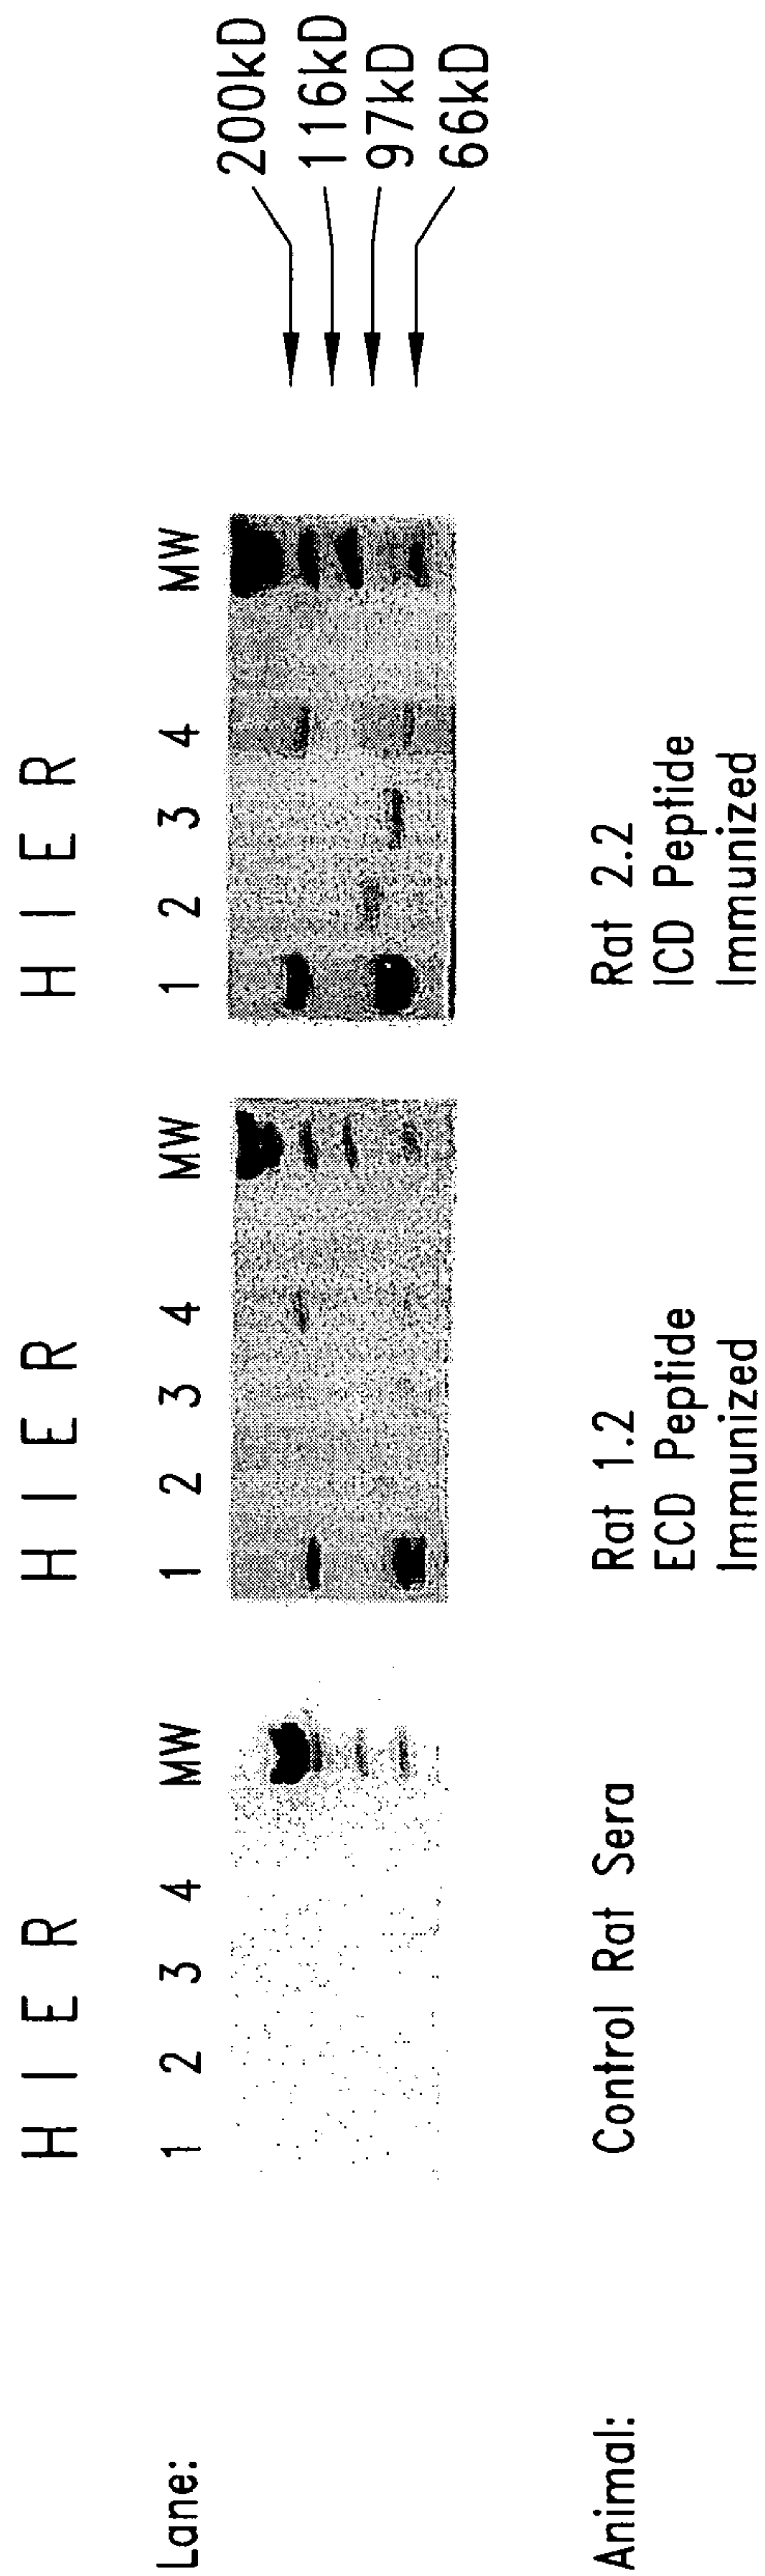 H I E R H I E R H I E R
Lane: 1 2 3 4 MW 1 2 3 4 MW 1 2 3 4 MW
200kD
116kD
97kD
66kD
Animal: Control Rat Sera
Rat 1.2
ECD Peptide
Immunized
Rat 2.2
ICD Peptide
Immunized